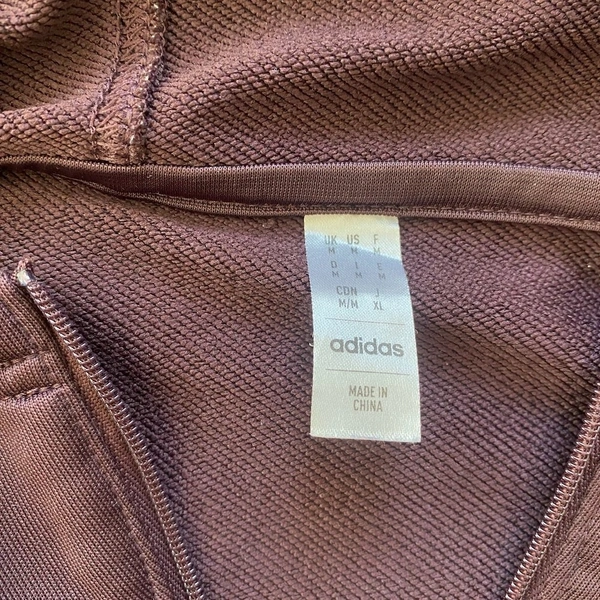 UK US F
M M M
D I E
M M M
CDN J
M/M XL
adidas
MADE IN
CHINA